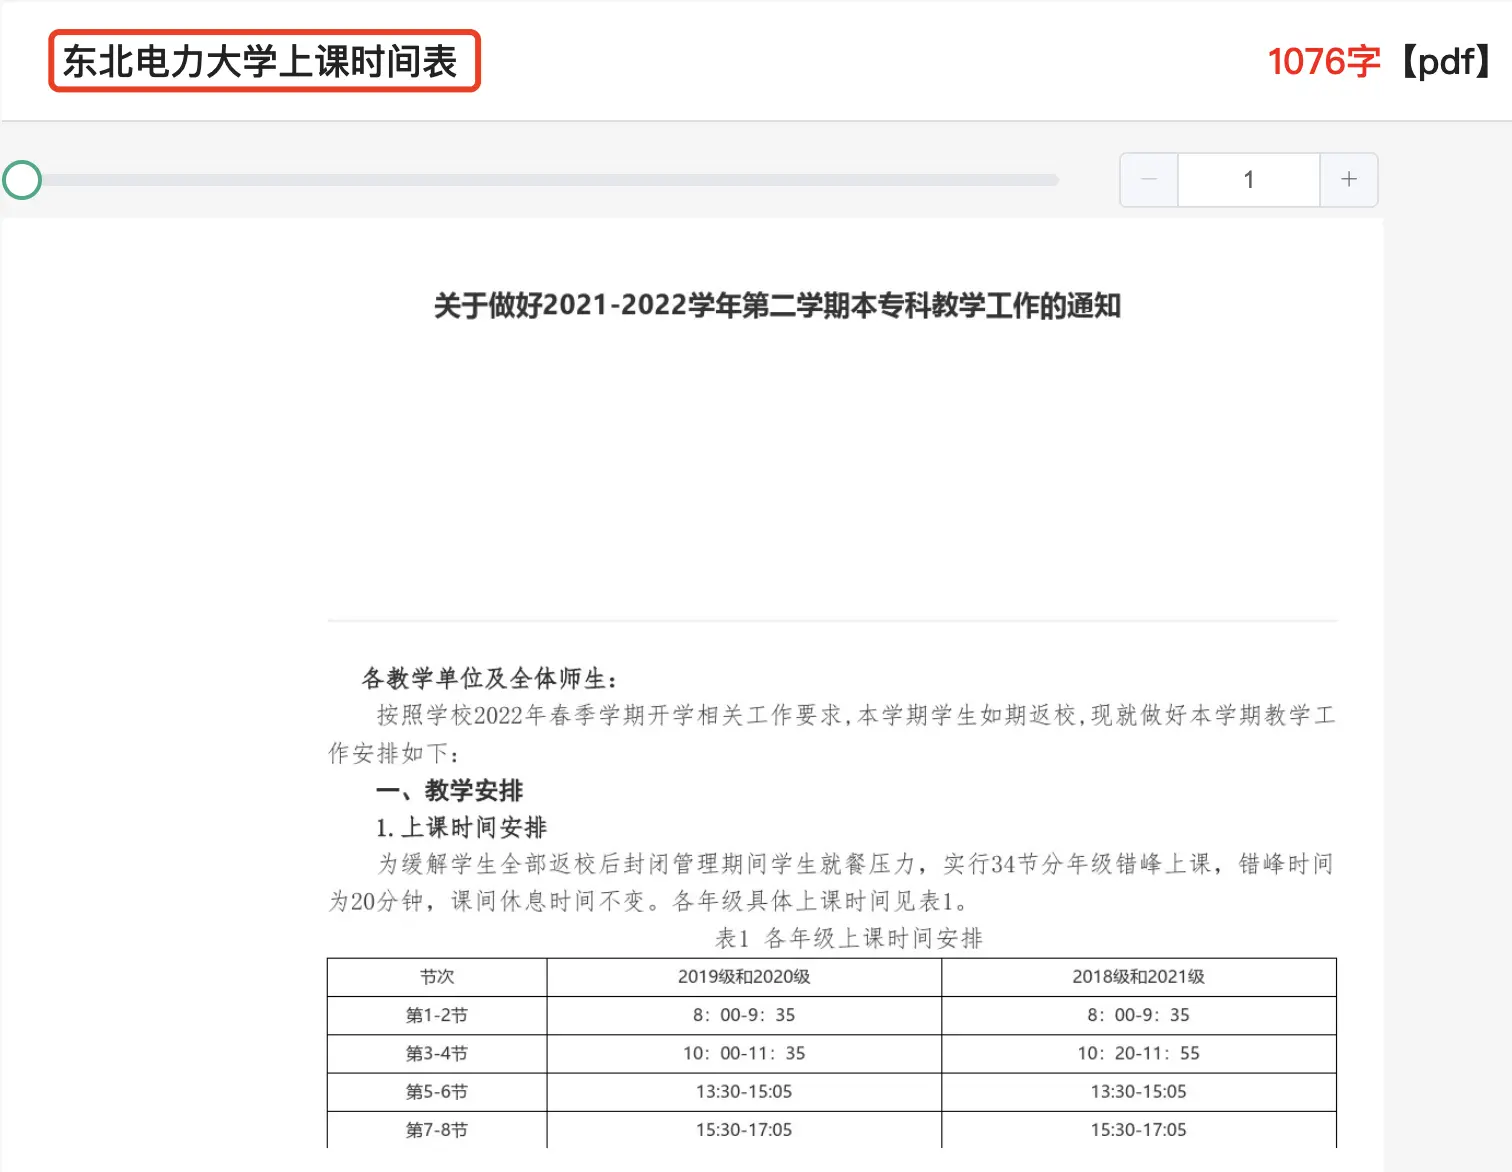 东北电力大学上课时间表
1076字【pdf】
1
关于做好2021-2022学年第二学期本专科教学工作的通知
各教学单位及全体师生：
按照学校2022年春季学期开学相关工作要求,本学期学生如期返校,现就做好本学期教学工
作安排如下：
一、教学安排
1.上课时间安排
为缓解学生全部返校后封闭管理期间学生就餐压力，实行34节分年级错峰上课，错峰时间
为20分钟，课间休息时间不变。各年级具体上课时间见表1。
表1 各年级上课时间安排
节次 2019级和2020级 2018级和2021级
第1-2节 8：00-9：35 8：00-9：35
第3-4节 10：00-11：35 10：20-11：55
第5-6节 13:30-15:05 13:30-15:05
第7-8节 15:30-17:05 15:30-17:05